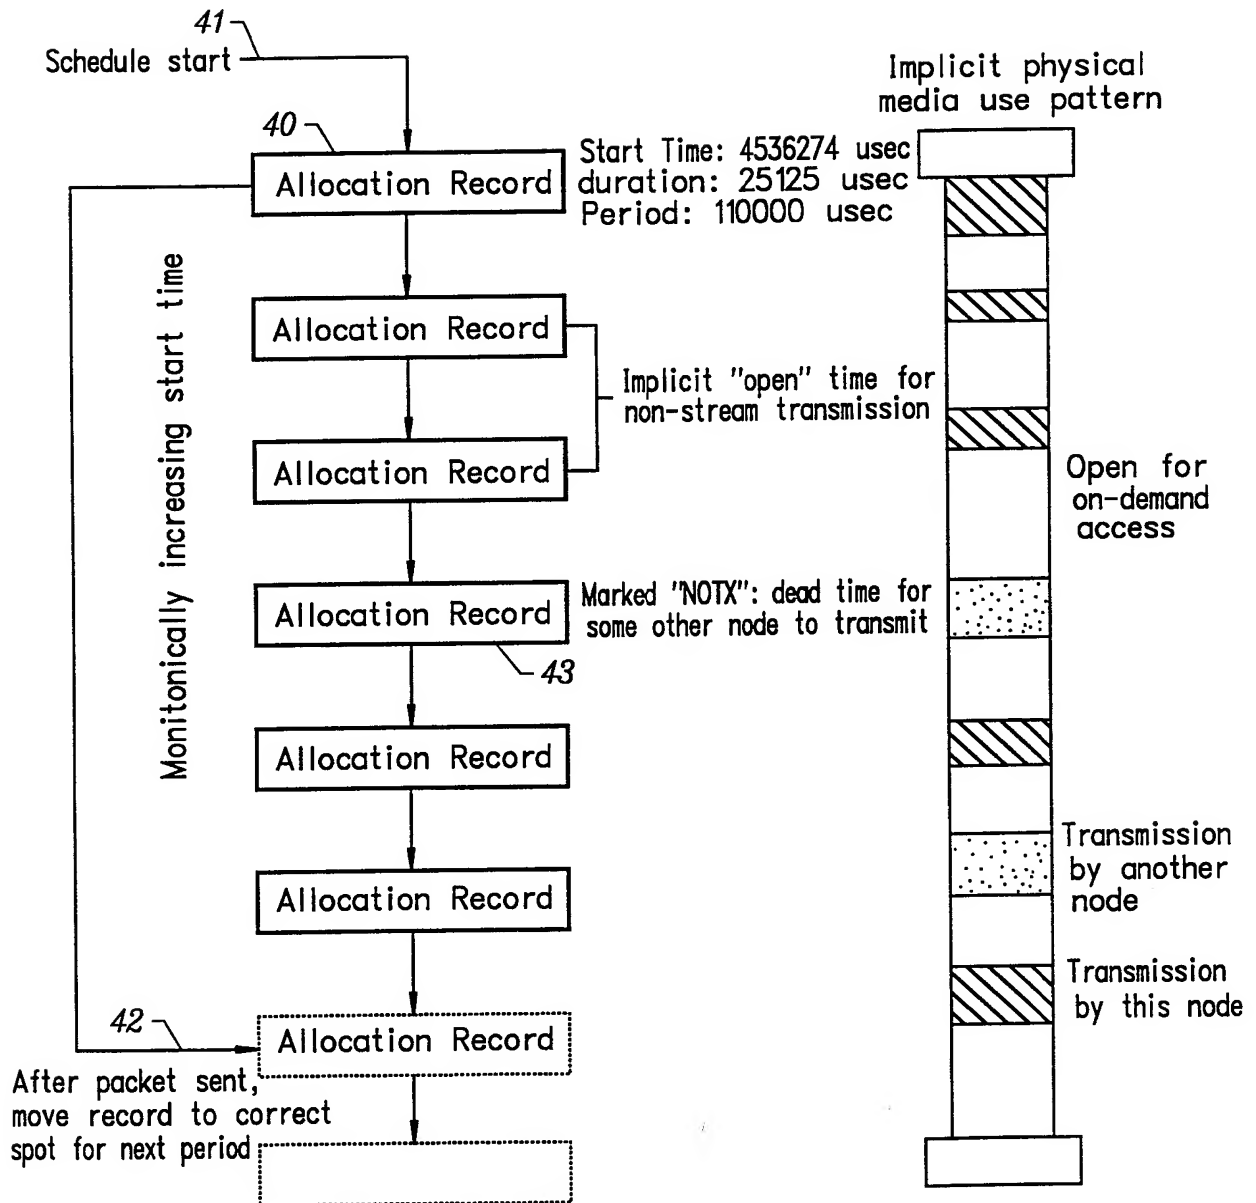 41
Schedule start
Implicit physical
media use pattern
40
Allocation Record
Start Time: 4536274 usec
duration: 25125 usec
Period: 110000 usec
Monitonically increasing start time
Allocation Record
Implicit "open" time for
non-stream transmission
Allocation Record
Open for
on-demand
access
Allocation Record
Marked "NOTX": dead time for
some other node to transmit
43
Allocation Record
Allocation Record
Transmission
by another
node
Transmission
by this node
42
Allocation Record
After packet sent,
move record to correct
spot for next period